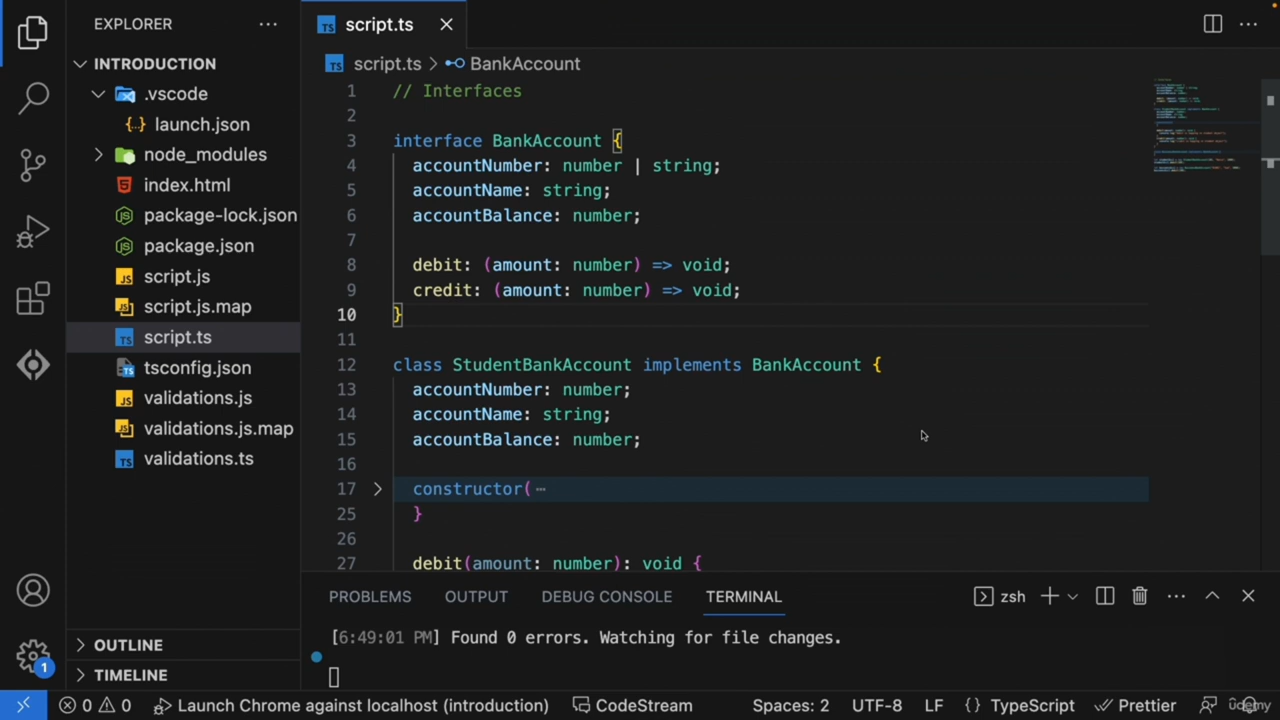 EXPLORER
INTRODUCTION
.vscode
launch.json
node_modules
index.html
package-lock.json
package.json
script.js
script.js.map
script.ts
tsconfig.json
validations.js
validations.js.map
validations.ts
OUTLINE
TIMELINE
script.ts
script.ts > BankAccount
1 // Interfaces
2
3 interface BankAccount {
4 accountNumber: number | string;
5 accountName: string;
6 accountBalance: number;
7
8 debit: (amount: number) => void;
9 credit: (amount: number) => void;
10 }
11
12 class StudentBankAccount implements BankAccount {
13 accountNumber: number;
14 accountName: string;
15 accountBalance: number;
16
17 constructor( ⋯
25 }
26
27 debit(amount: number): void {
PROBLEMS OUTPUT DEBUG CONSOLE TERMINAL zsh
[6:49:01 PM] Found 0 errors. Watching for file changes.
1
0 0 Launch Chrome against localhost (introduction) CodeStream Spaces: 2 UTF-8 LF {} TypeScript Prettier
udemy